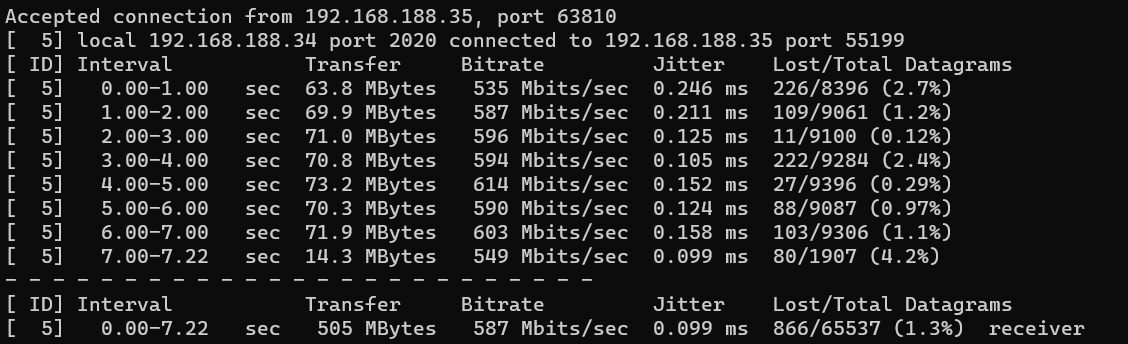 Accepted connection from 192.168.188.35, port 63810
[  5] local 192.168.188.34 port 2020 connected to 192.168.188.35 port 55199
[ ID] Interval           Transfer     Bitrate         Jitter    Lost/Total Datagrams
[  5]   0.00-1.00   sec  63.8 MBytes   535 Mbits/sec  0.246 ms  226/8396 (2.7%)
[  5]   1.00-2.00   sec  69.9 MBytes   587 Mbits/sec  0.211 ms  109/9061 (1.2%)
[  5]   2.00-3.00   sec  71.0 MBytes   596 Mbits/sec  0.125 ms  11/9100 (0.12%)
[  5]   3.00-4.00   sec  70.8 MBytes   594 Mbits/sec  0.105 ms  222/9284 (2.4%)
[  5]   4.00-5.00   sec  73.2 MBytes   614 Mbits/sec  0.152 ms  27/9396 (0.29%)
[  5]   5.00-6.00   sec  70.3 MBytes   590 Mbits/sec  0.124 ms  88/9087 (0.97%)
[  5]   6.00-7.00   sec  71.9 MBytes   603 Mbits/sec  0.158 ms  103/9306 (1.1%)
[  5]   7.00-7.22   sec  14.3 MBytes   549 Mbits/sec  0.099 ms  80/1907 (4.2%)
- - - - - - - - - - - - - - - - - - - - - - - - -
[ ID] Interval           Transfer     Bitrate         Jitter    Lost/Total Datagrams
[  5]   0.00-7.22   sec   505 MBytes   587 Mbits/sec  0.099 ms  866/65537 (1.3%)  receiver